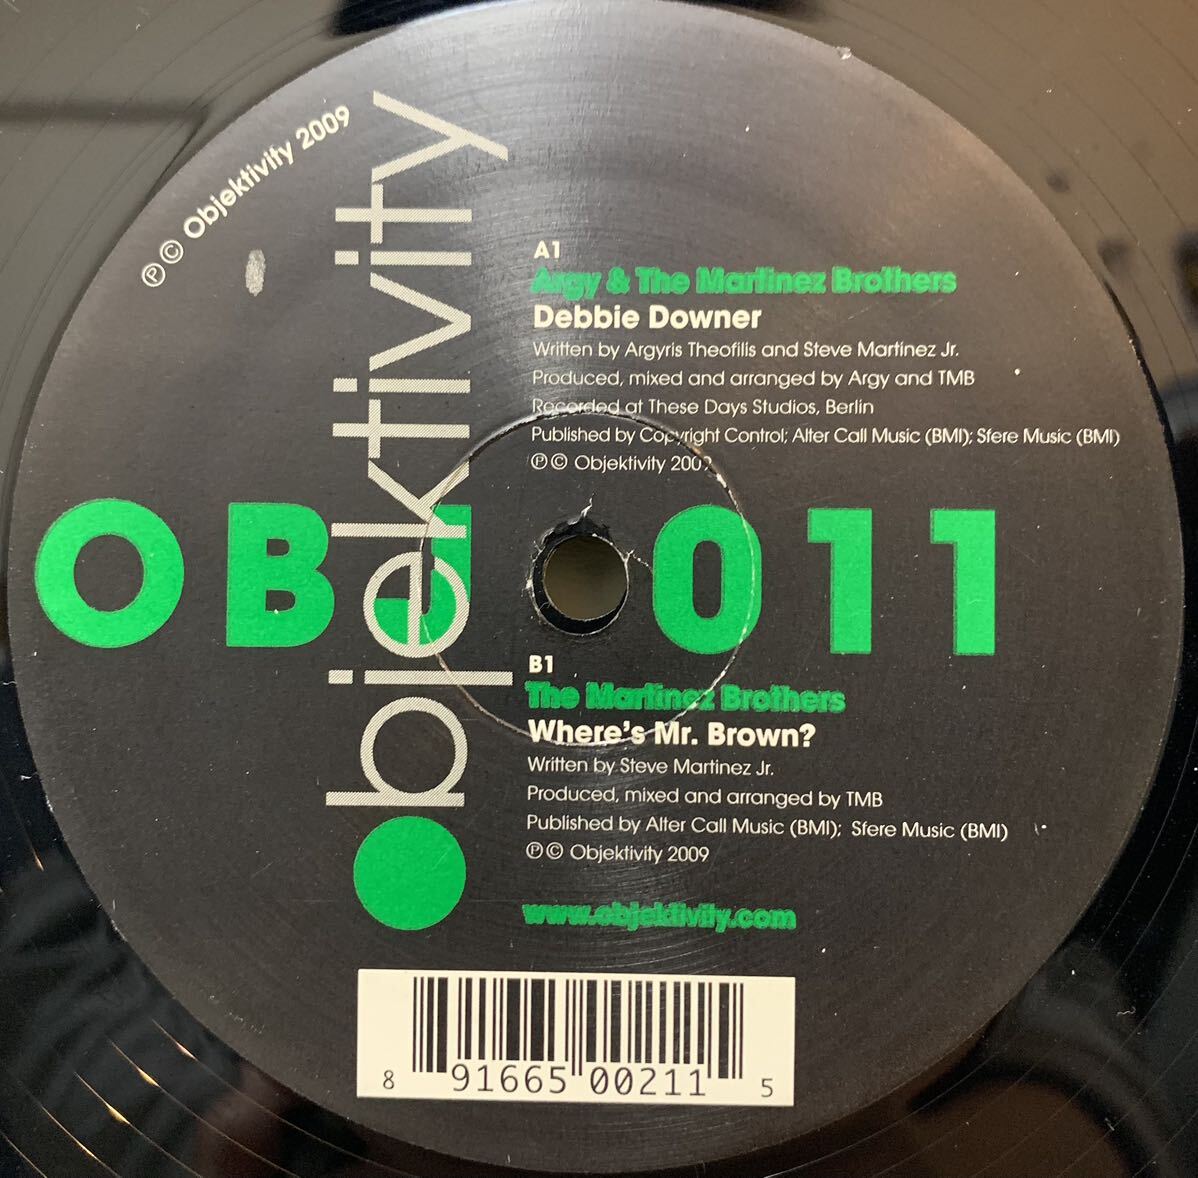 ℗ © Objektivity 2009
objektivity
A1
Argy & The Martinez Brothers
Debbie Downer
Written by Argyris Theofilis and Steve Martinez Jr.
Produced, mixed and arranged by Argy and TMB
Recorded at These Days Studios, Berlin
Published by Copyright Control; Alter Call Music (BMI); Sfere Music (BMI)
℗ © Objektivity 2009
OBJ 011
B1
The Martinez Brothers
Where's Mr. Brown?
Written by Steve Martinez Jr.
Produced, mixed and arranged by TMB
Published by Alter Call Music (BMI); Sfere Music (BMI)
℗ © Objektivity 2009
www.objektivity.com
8 91665 00211 5